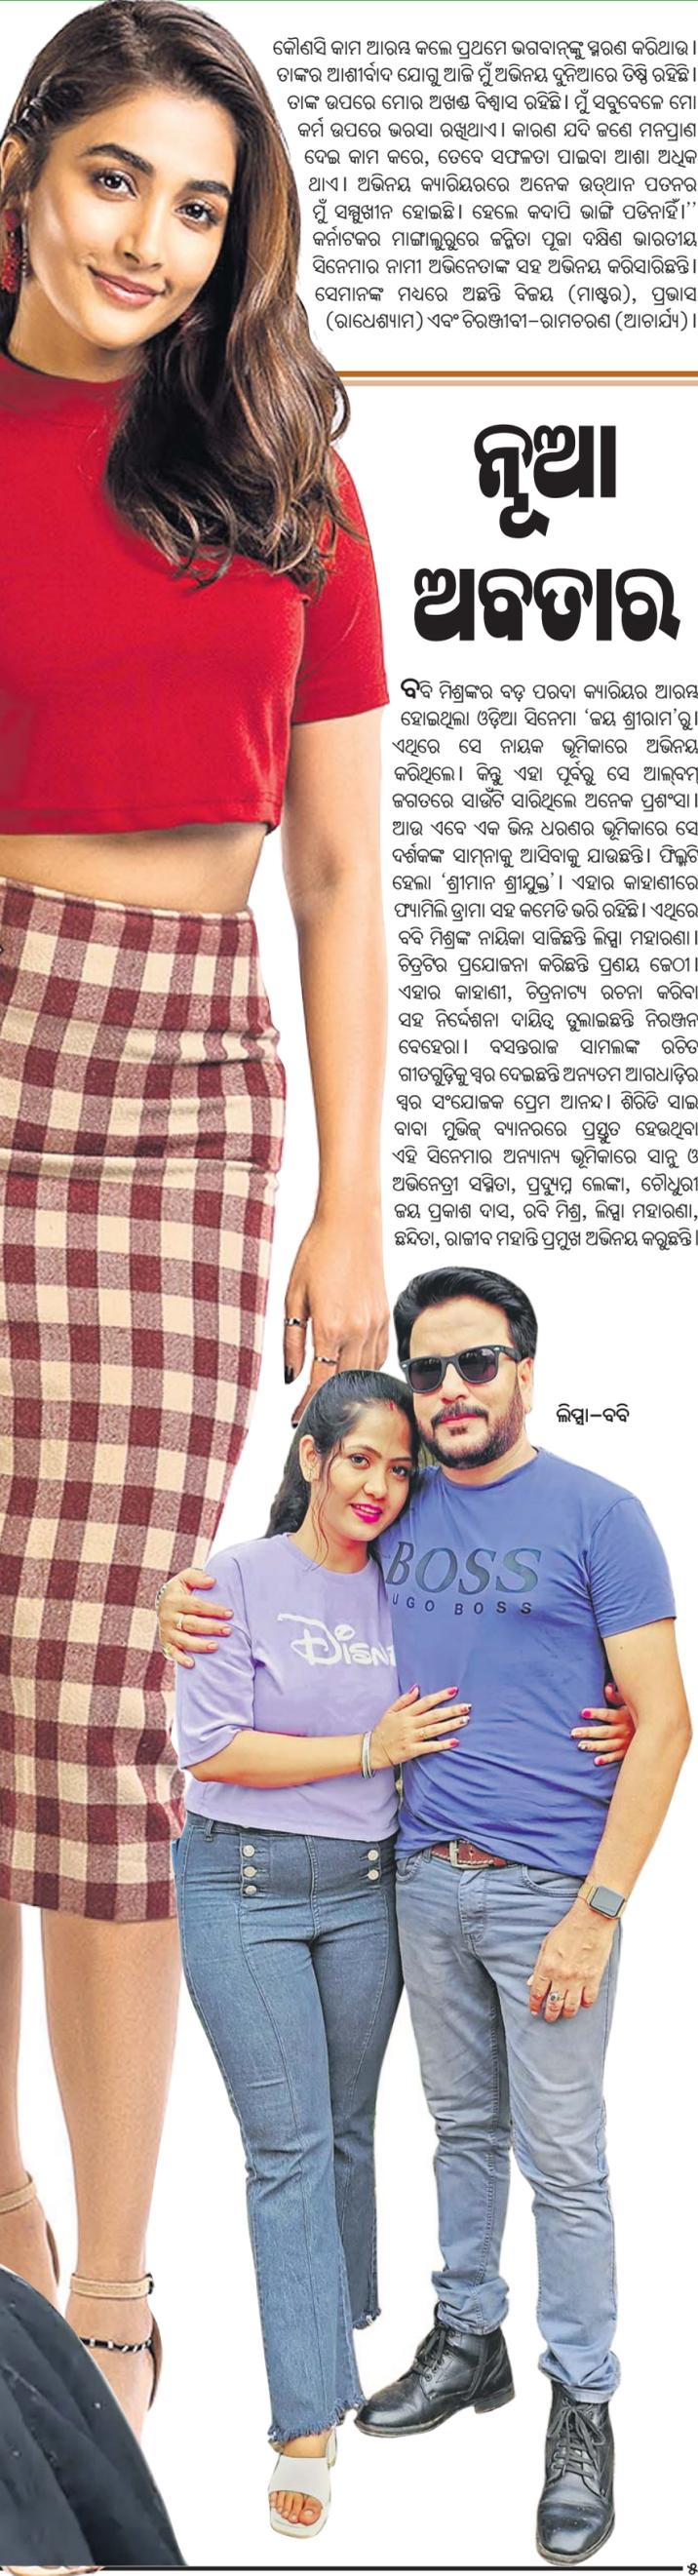 କୌଣସି କାମ ଆରମ୍ଭ କଲେ ପ୍ରଥମେ ଭଗବାନ୍‌ଙ୍କୁ ସ୍ମରଣ କରିଥାଉ।
ତାଙ୍କର ଆଶୀର୍ବାଦ ଯୋଗୁ ଆଜି ମୁଁ ଅଭିନୟ ଦୁନିଆରେ ତିଷ୍ଠି ରହିଛି।
ତାଙ୍କ ଉପରେ ମୋର ଅଖଣ୍ଡ ବିଶ୍ୱାସ ରହିଛି। ମୁଁ ସବୁବେଳେ ମୋ
କର୍ମ ଉପରେ ଭରସା ରଖିଥାଏ। କାରଣ ଯଦି ଜଣେ ମନପ୍ରାଣ
ଦେଇ କାମ କରେ, ତେବେ ସଫଳତା ପାଇବା ଆଶା ଅଧିକ
ଥାଏ। ଅଭିନୟ କ୍ୟାରିୟରରେ ଅନେକ ଉତ୍‌ଥାନ ପତନର
ମୁଁ ସମ୍ମୁଖୀନ ହୋଇଛି। ହେଲେ କଦାପି ଭାଙ୍ଗି ପଡିନାହିଁ।’’
କର୍ନାଟକର ମାଙ୍ଗାଲୁରୁରେ ଜନ୍ମିତା ପୂଜା ଦକ୍ଷିଣ ଭାରତୀୟ
ସିନେମାର ନାମୀ ଅଭିନେତାଙ୍କ ସହ ଅଭିନୟ କରିସାରିଛନ୍ତି।
ସେମାନଙ୍କ ମଧ୍ୟରେ ଅଛନ୍ତି ବିଜୟ (ମାଷ୍ଟର), ପ୍ରଭାସ
(ରାଧେଶ୍ୟାମ) ଏବଂ ଚିରଞ୍ଜୀବୀ–ରାମଚରଣ (ଆଚାର୍ଯ୍ୟ)।
ନୂଆ
ଅବତାର
ବବି ମିଶ୍ରଙ୍କର ବଡ଼ ପରଦା କ୍ୟାରିୟର ଆରମ୍ଭ
ହୋଇଥିଲା ଓଡ଼ିଆ ସିନେମା ‘ଜୟ ଶ୍ରୀରାମ’ରୁ।
ଏଥିରେ ସେ ନାୟକ ଭୂମିକାରେ ଅଭିନୟ
କରିଥିଲେ। କିନ୍ତୁ ଏହା ପୂର୍ବରୁ ସେ ଆଲ୍‌ବମ୍
ଜଗତରେ ସାଉଁଟି ସାରିଥିଲେ ଅନେକ ପ୍ରଶଂସା।
ଆଉ ଏବେ ଏକ ଭିନ୍ନ ଧରଣର ଭୂମିକାରେ ସେ
ଦର୍ଶକଙ୍କ ସାମ୍‌ନାକୁ ଆସିବାକୁ ଯାଉଛନ୍ତି। ଫିଲ୍ମଟି
ହେଲା ‘ଶ୍ରୀମାନ ଶ୍ରୀଯୁକ୍ତ’। ଏହାର କାହାଣୀରେ
ଫ୍ୟାମିଲି ଡ୍ରାମା ସହ କମେଡି ଭରି ରହିଛି। ଏଥିରେ
ବବି ମିଶ୍ରଙ୍କ ନାୟିକା ସାଜିଛନ୍ତି ଲିପ୍ସା ମହାରଣା।
ଚିତ୍ରଟିର ପ୍ରଯୋଜନା କରିଛନ୍ତି ପ୍ରଣୟ ଜେଠୀ।
ଏହାର କାହାଣୀ, ଚିତ୍ରନାଟ୍ୟ ରଚନା କରିବା
ସହ ନିର୍ଦ୍ଦେଶନା ଦାୟିତ୍ୱ ତୁଲାଇଛନ୍ତି ନିରଞ୍ଜନ
ବେହେରା। ବସନ୍ତରାଜ ସାମଲଙ୍କ ରଚିତ
ଗୀତଗୁଡ଼ିକୁ ସ୍ୱର ଦେଇଛନ୍ତି ଅନ୍ୟତମ ଆଗଧାଡ଼ିର
ସ୍ୱର ସଂଯୋଜକ ପ୍ରେମ ଆନନ୍ଦ। ଶିରିଡି ସାଇ
ବାବା ମୁଭିଜ୍ ବ୍ୟାନରରେ ପ୍ରସ୍ତୁତ ହେଉଥିବା
ଏହି ସିନେମାର ଅନ୍ୟାନ୍ୟ ଭୂମିକାରେ ସାନୁ ଓ
ଅଭିନେତ୍ରୀ ସସ୍ମିତା, ପ୍ରଦ୍ୟୁମ୍ନ ଲେଙ୍କା, ଚୌଧୁରୀ
ଜୟ ପ୍ରକାଶ ଦାସ, ରବି ମିଶ୍ର, ଲିପ୍ସା ମହାରଣା,
ଛନ୍ଦିତା, ରାଜୀବ ମହାନ୍ତି ପ୍ରମୁଖ ଅଭିନୟ କରୁଛନ୍ତି।
ଲିପ୍ସା–ବବି
BOSS
UGO BOSS
DISN
୫